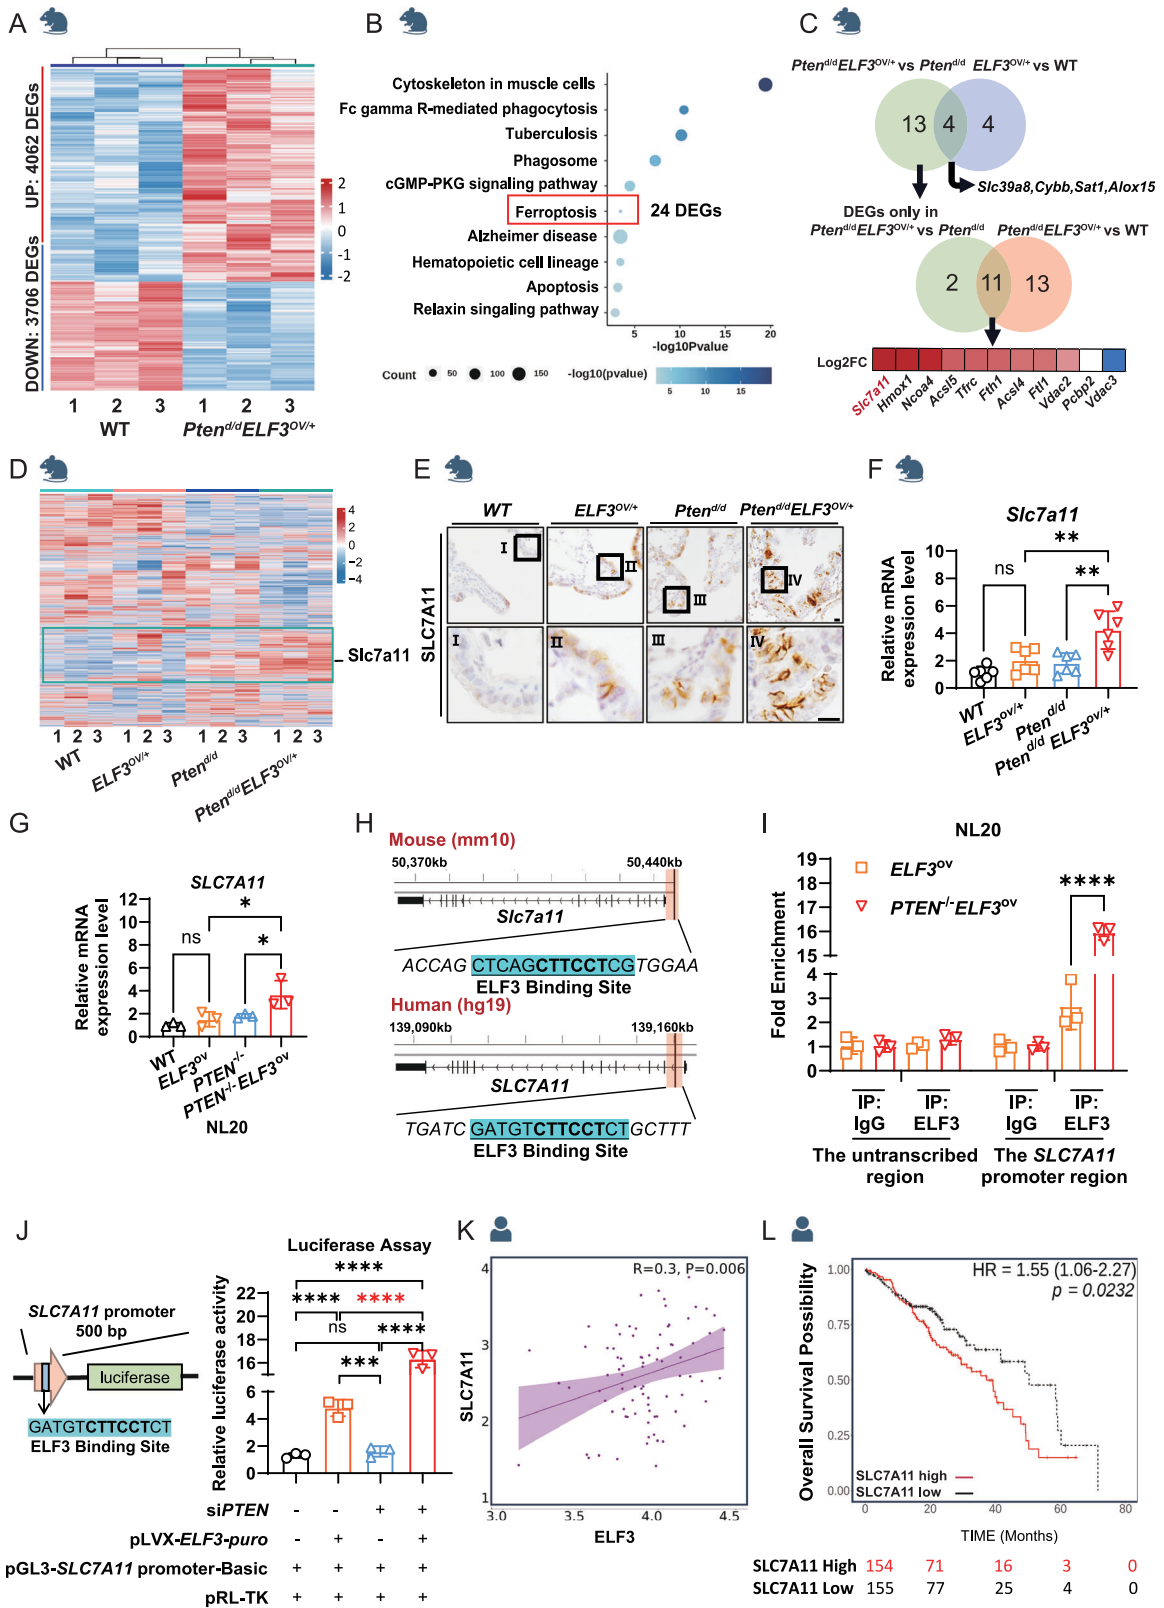 A
UP: 4062 DEGs
DOWN: 3706 DEGs
2
1
0
-1
-2
1 2 3 1 2 3
WT Pten^d/d ELF3^OV/+
B
Cytoskeleton in muscle cells
Fc gamma R-mediated phagocytosis
Tuberculosis
Phagosome
cGMP-PKG signaling pathway
Ferroptosis
24 DEGs
Alzheimer disease
Hematopoietic cell lineage
Apoptosis
Relaxin singaling pathway
5 10 15 20
-log10Pvalue
Count 50 100 150 -log10(pvalue)
5 10 15
C
Pten^d/d ELF3^OV/+ vs Pten^d/d ELF3^OV/+ vs WT
13 4 4
Slc39a8,Cybb,Sat1,Alox15
DEGs only in
Pten^d/d ELF3^OV/+ vs Pten^d/d Pten^d/d ELF3^OV/+ vs WT
2 11 13
Log2FC
Slc7a11 Hmox1 Ncoa4 Acsl5 Tfrc Fth1 Acsl4 Ftl1 Vdac2 Pcbp2 Vdac3
D
4
2
0
−2
−4
Slc7a11
1 2 3 1 2 3 1 2 3 1 2 3
WT ELF3^OV/+ Pten^d/d Pten^d/d ELF3^OV/+
E
WT ELF3^OV/+ Pten^d/d Pten^d/d ELF3^OV/+
SLC7A11
I II III IV
I II III IV
F
Slc7a11
Relative mRNA
expression level
10
8
6
4
2
0
ns ** **
WT ELF3^OV/+ Pten^d/d Pten^d/d ELF3^OV/+
G
SLC7A11
Relative mRNA
expression level
12
10
8
6
4
2
0
ns * *
WT ELF3^OV PTEN^-/- PTEN^-/- ELF3^OV
NL20
H
Mouse (mm10)
50,370kb 50,440kb
Slc7a11
ACCAG CTCAGCTTCCTCG TGGAA
ELF3 Binding Site
Human (hg19)
139,090kb 139,160kb
SLC7A11
TGATC GATGTCTTCCTCT GCTTT
ELF3 Binding Site
I
NL20
ELF3^OV
PTEN^-/- ELF3^OV
Fold Enrichment
19
18
17
16
15
4
3
2
1
0
****
IP: IP: IP: IP:
IgG ELF3 IgG ELF3
The untranscribed The SLC7A11
region promoter region
J
SLC7A11 promoter
500 bp
luciferase
GATGTCTTCCTCT
ELF3 Binding Site
Luciferase Assay
Relative luciferase activity
22
20
18
16
6
4
2
0
****
**** ****
ns ****
***
siPTEN - - + +
pLVX-ELF3-puro - + - +
pGL3-SLC7A11 promoter-Basic + + + +
pRL-TK + + + +
K
R=0.3, P=0.006
SLC7A11
4
3
2
1
3.0 3.5 4.0 4.5
ELF3
L
HR = 1.55 (1.06-2.27)
p = 0.0232
Overall Survival Possibility
1.00
0.75
0.50
0.25
0.00
SLC7A11 high
SLC7A11 low
0 20 40 60 80
TIME (Months)
SLC7A11 High 154 71 16 3 0
SLC7A11 Low 155 77 25 4 0